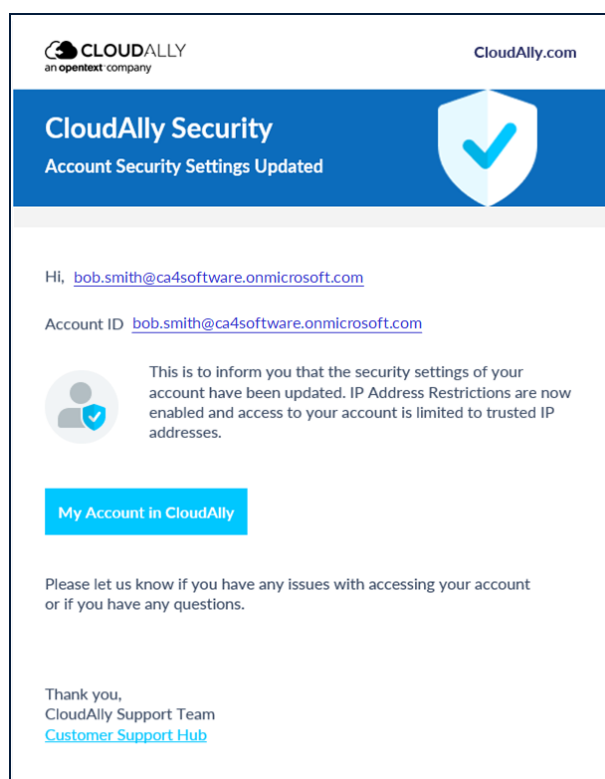 CLOUDALLY
an opentext™ company
CloudAlly.com
CloudAlly Security
Account Security Settings Updated
Hi, bob.smith@ca4software.onmicrosoft.com
Account ID bob.smith@ca4software.onmicrosoft.com
This is to inform you that the security settings of your
account have been updated. IP Address Restrictions are now
enabled and access to your account is limited to trusted IP
addresses.
My Account in CloudAlly
Please let us know if you have any issues with accessing your account
or if you have any questions.
Thank you,
CloudAlly Support Team
Customer Support Hub